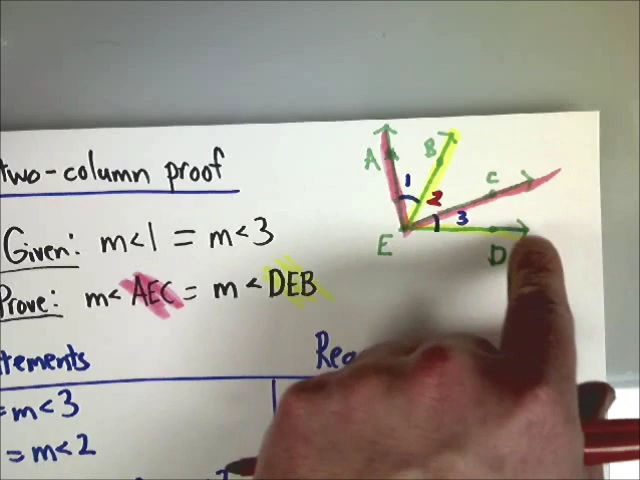 two-column proof
Given: m<1 = m<3
Prove: m< AEC = m < DEB
A
B
C
1
2
3
E
D
tements
Rea
= m<3
= m<2